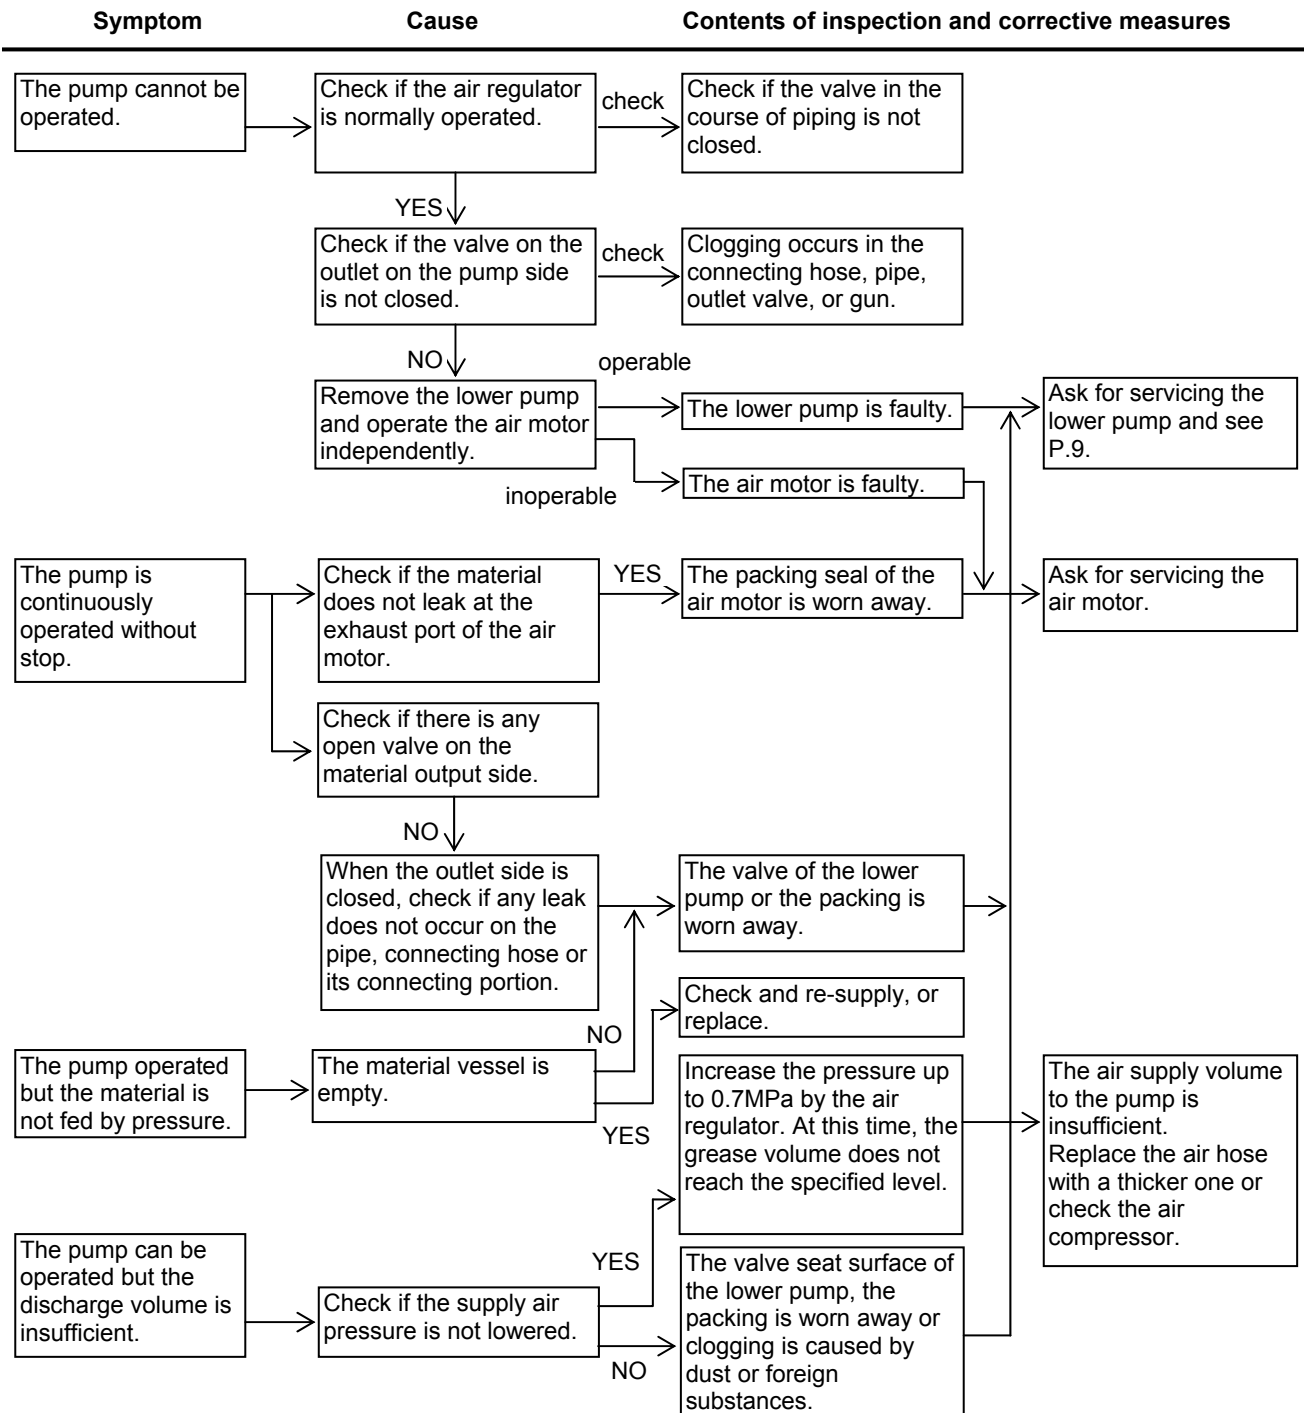 Symptom
Cause
Contents of inspection and corrective measures
The pump cannot be
operated.
Check if the air regulator
is normally operated.
check
Check if the valve in the
course of piping is not
closed.
YES
Check if the valve on the
outlet on the pump side
is not closed.
check
Clogging occurs in the
connecting hose, pipe,
outlet valve, or gun.
NO
operable
Remove the lower pump
and operate the air motor
independently.
The lower pump is faulty.
Ask for servicing the
lower pump and see
P.9.
inoperable
The air motor is faulty.
The pump is
continuously
operated without
stop.
Check if the material
does not leak at the
exhaust port of the air
motor.
YES
The packing seal of the
air motor is worn away.
Ask for servicing the
air motor.
Check if there is any
open valve on the
material output side.
NO
When the outlet side is
closed, check if any leak
does not occur on the
pipe, connecting hose or
its connecting portion.
The valve of the lower
pump or the packing is
worn away.
Check and re-supply, or
replace.
NO
The pump operated
but the material is
not fed by pressure.
The material vessel is
empty.
YES
Increase the pressure up
to 0.7MPa by the air
regulator. At this time, the
grease volume does not
reach the specified level.
The air supply volume
to the pump is
insufficient.
Replace the air hose
with a thicker one or
check the air
compressor.
The pump can be
operated but the
discharge volume is
insufficient.
Check if the supply air
pressure is not lowered.
YES
NO
The valve seat surface of
the lower pump, the
packing is worn away or
clogging is caused by
dust or foreign
substances.